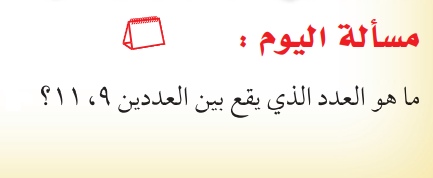 مسألة اليوم :
ما هو العدد الذي يقع بين العددين ٩، ١١؟